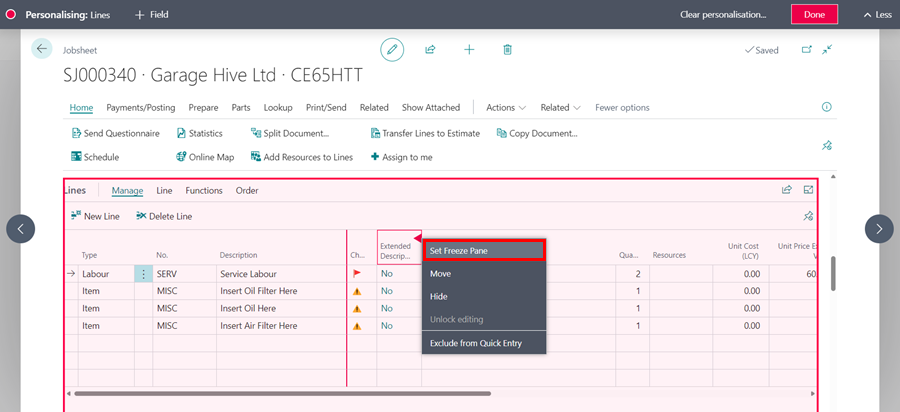 Personalising: Lines + Field Clear personalisation... Done Less
Jobsheet Saved
SJ000340 · Garage Hive Ltd · CE65HTT
Home Payments/Posting Prepare Parts Lookup Print/Send Related Show Attached Actions Related Fewer options
Send Questionnaire Statistics Split Document... Transfer Lines to Estimate Copy Document...
Schedule Online Map Add Resources to Lines Assign to me
Lines Manage Line Functions Order
New Line Delete Line
Type No. Description Ch... Extended Descrip... Qua... Resources Unit Cost (LCY) Unit Price E
Labour SERV Service Labour No 2 0.00 60.
Item MISC Insert Oil Filter Here No 1 0.00
Item MISC Insert Oil Here No 1 0.00
Item MISC Insert Air Filter Here No 1 0.00
Set Freeze Pane
Move
Hide
Unlock editing
Exclude from Quick Entry